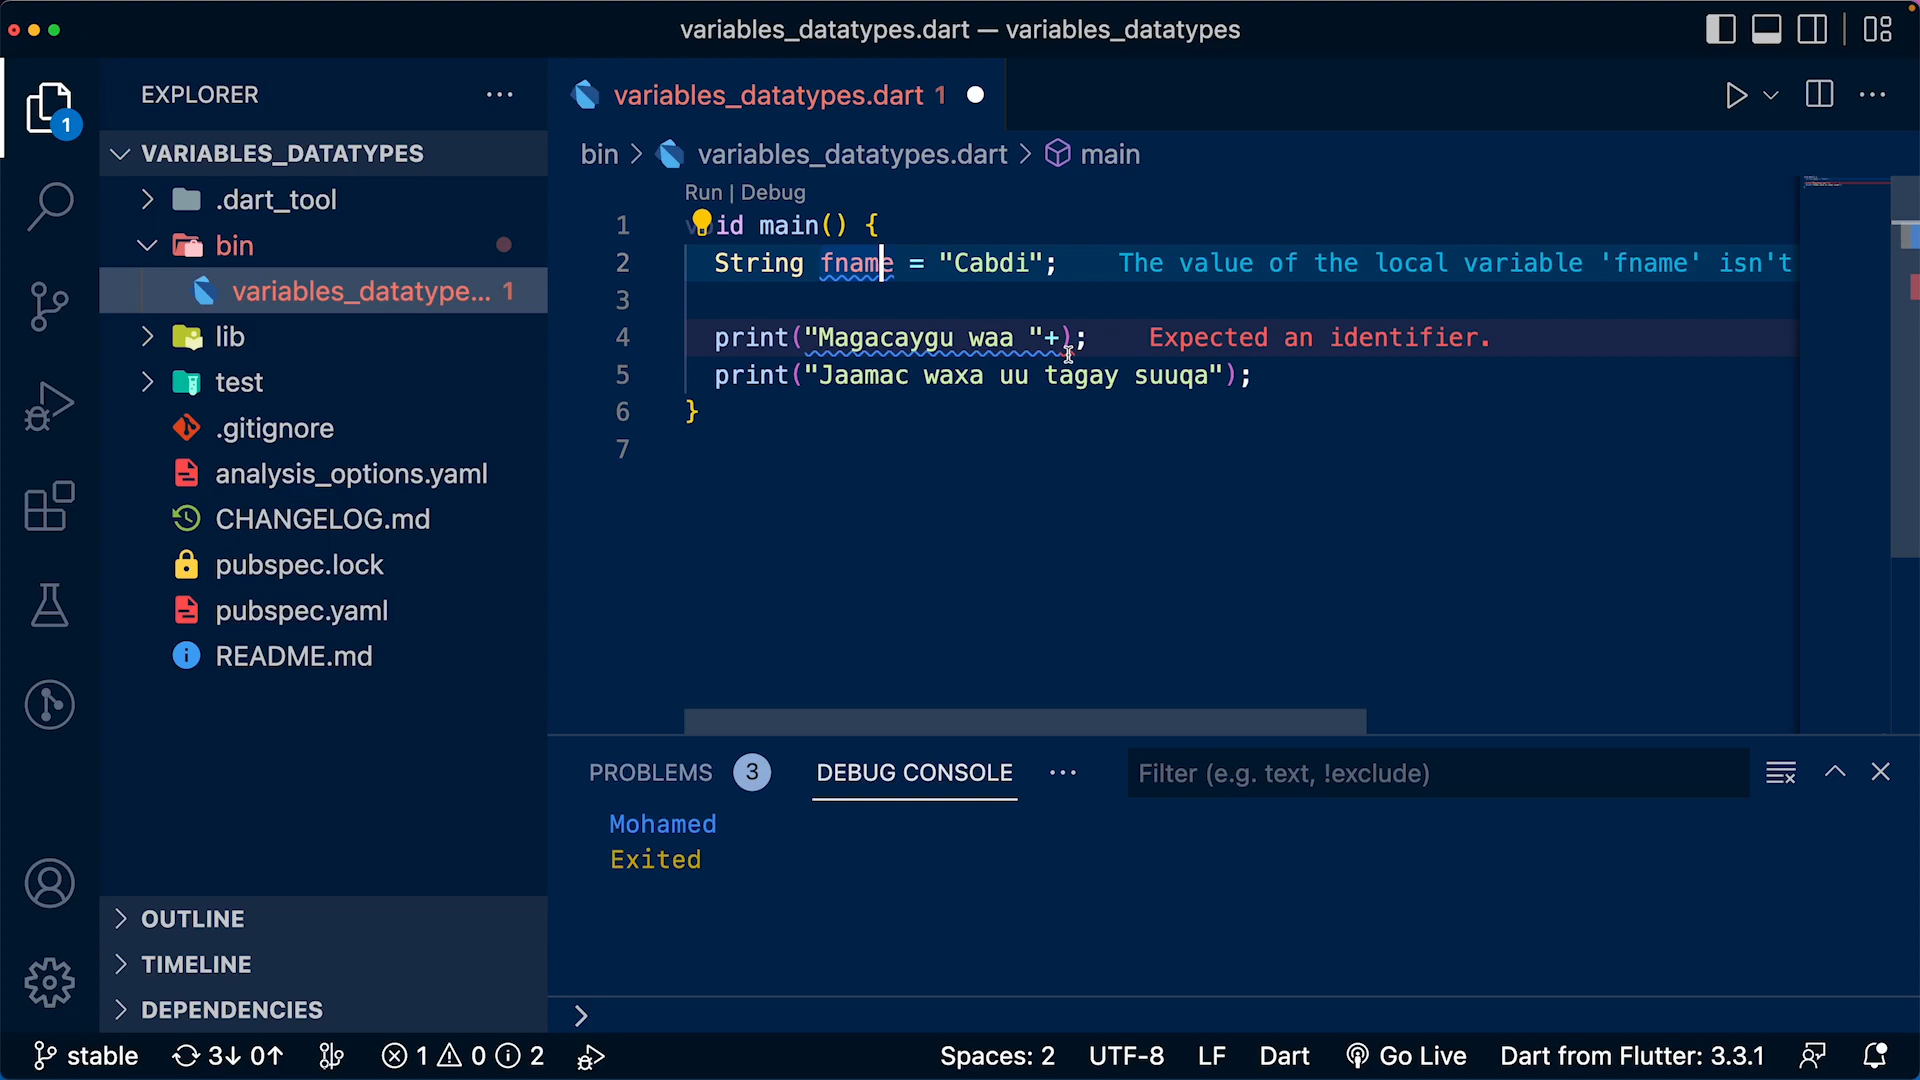 variables_datatypes.dart — variables_datatypes
EXPLORER
1
VARIABLES_DATATYPES
.dart_tool
bin
variables_datatype... 1
lib
test
.gitignore
analysis_options.yaml
CHANGELOG.md
pubspec.lock
pubspec.yaml
README.md
OUTLINE
TIMELINE
DEPENDENCIES
variables_datatypes.dart 1
bin > variables_datatypes.dart > main
Run | Debug
1 void main() {
2 String fname = "Cabdi"; The value of the local variable 'fname' isn't
3
4 print("Magacaygu waa "+); Expected an identifier.
5 print("Jaamac waxa uu tagay suuqa");
6 }
7
PROBLEMS 3 DEBUG CONSOLE ··· Filter (e.g. text, !exclude)
Mohamed
Exited
>
stable 3↓ 0↑ 1 0 2 Spaces: 2 UTF-8 LF Dart Go Live Dart from Flutter: 3.3.1